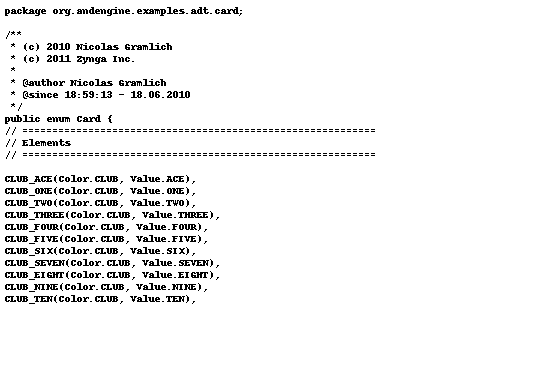 package org.andengine.examples.adt.card;

/**
 * (c) 2010 Nicolas Gramlich
 * (c) 2011 Zynga Inc.
 *
 * @author Nicolas Gramlich
 * @since 18:59:13 - 18.06.2010
 */
public enum Card {
// ===========================================================
// Elements
// ===========================================================

CLUB_ACE(Color.CLUB, Value.ACE),
CLUB_ONE(Color.CLUB, Value.ONE),
CLUB_TWO(Color.CLUB, Value.TWO),
CLUB_THREE(Color.CLUB, Value.THREE),
CLUB_FOUR(Color.CLUB, Value.FOUR),
CLUB_FIVE(Color.CLUB, Value.FIVE),
CLUB_SIX(Color.CLUB, Value.SIX),
CLUB_SEVEN(Color.CLUB, Value.SEVEN),
CLUB_EIGHT(Color.CLUB, Value.EIGHT),
CLUB_NINE(Color.CLUB, Value.NINE),
CLUB_TEN(Color.CLUB, Value.TEN),